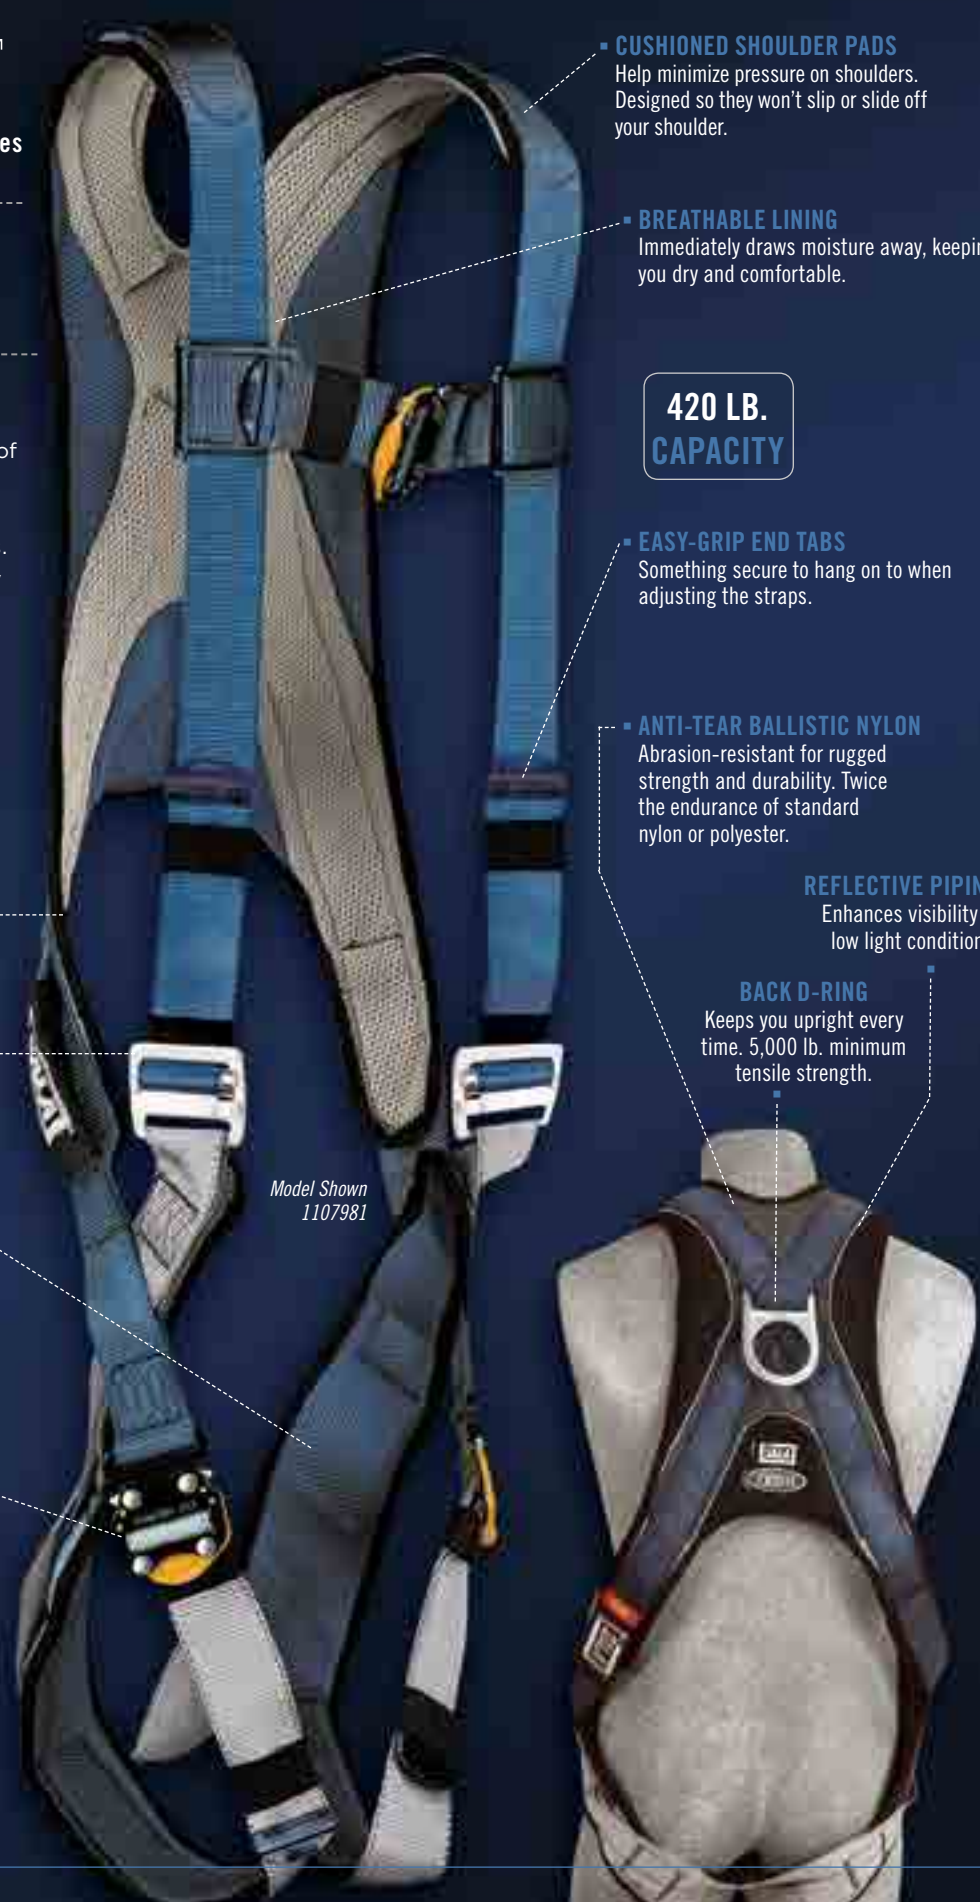 es
of
CUSHIONED SHOULDER PADS
Help minimize pressure on shoulders.
Designed so they won't slip or slide off
your shoulder.
BREATHABLE LINING
Immediately draws moisture away, keepin
you dry and comfortable.
420 LB.
CAPACITY
EASY-GRIP END TABS
Something secure to hang on to when
adjusting the straps.
ANTI-TEAR BALLISTIC NYLON
Abrasion-resistant for rugged
strength and durability. Twice
the endurance of standard
nylon or polyester.
REFLECTIVE PIPIN
Enhances visibility
low light condition
BACK D-RING
Keeps you upright every
time. 5,000 lb. minimum
tensile strength.
Model Shown
1107981